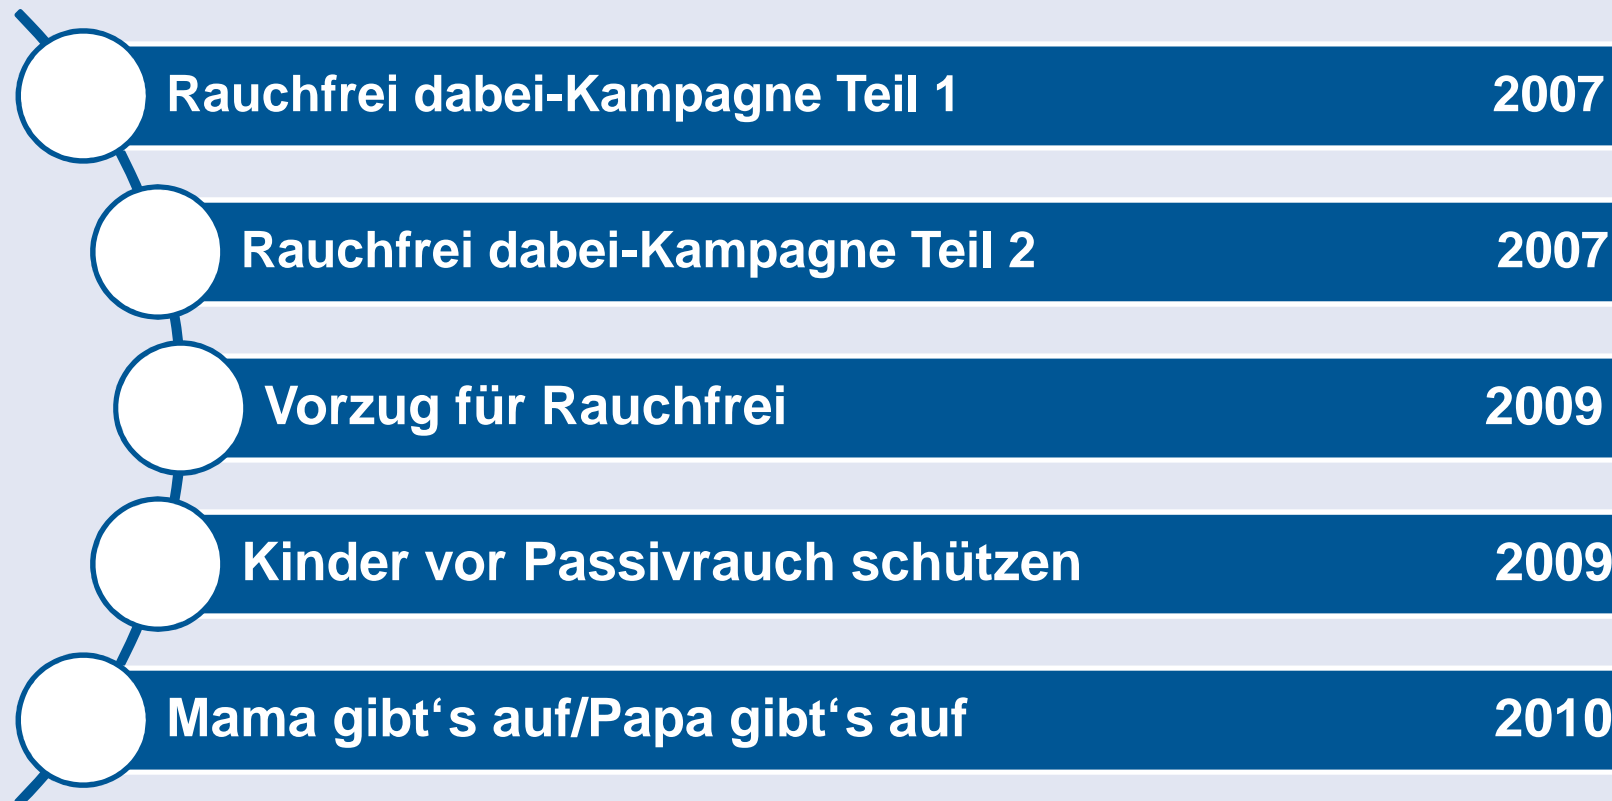 Rauchfrei dabei-Kampagne Teil 1 2007
Rauchfrei dabei-Kampagne Teil 2 2007
Vorzug für Rauchfrei 2009
Kinder vor Passivrauch schützen 2009
Mama gibt‘s auf/Papa gibt‘s auf 2010